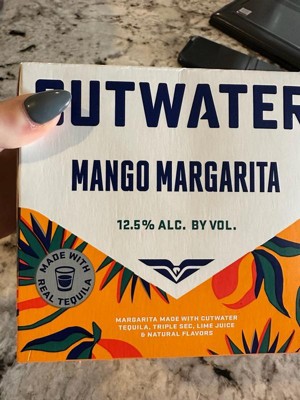 CUTWATER
MANGO MARGARITA
12.5% ALC. BY VOL.
MADE WITH
REAL TEQUILA
MARGARITA MADE WITH CUTWATER
TEQUILA, TRIPLE SEC, LIME JUICE
& NATURAL FLAVORS